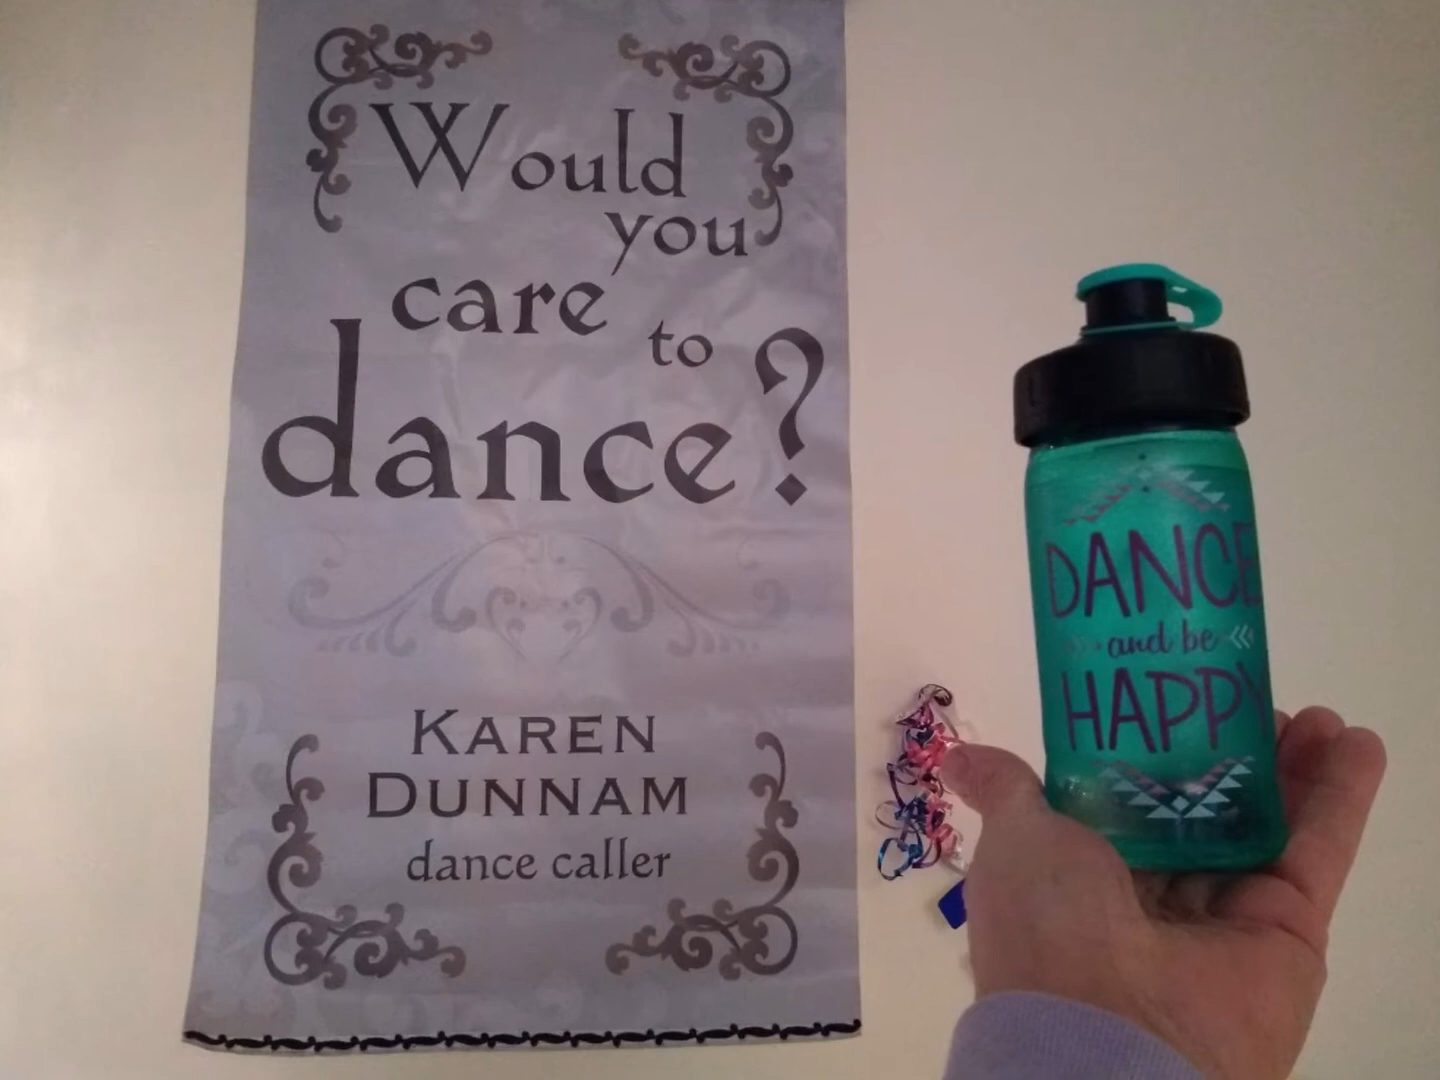 Would
you
care
to
dance?
KAREN
DUNNAM
dance caller
DANCE
and be
HAPPY